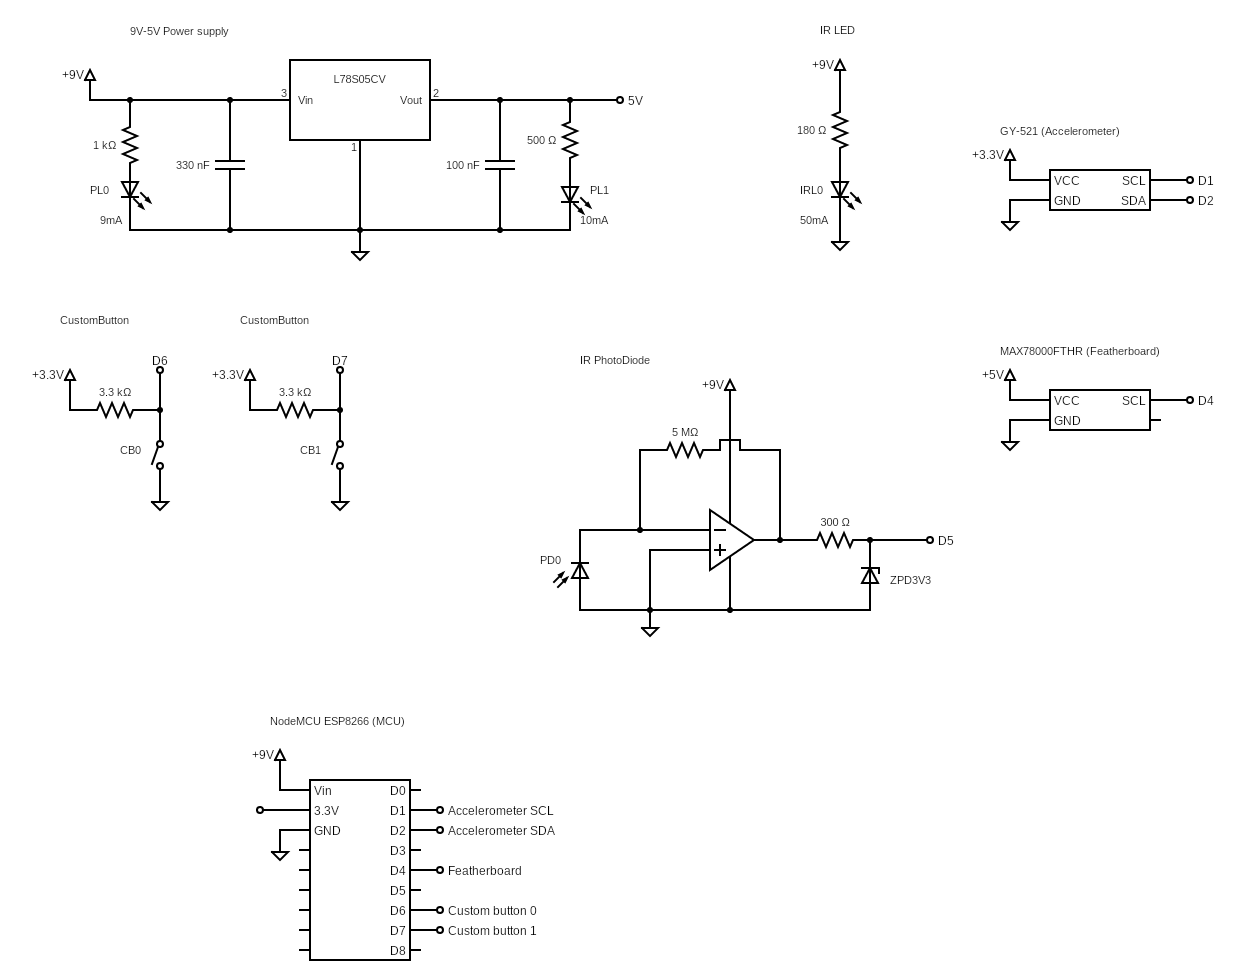 9V-5V Power supply
+9V
L78S05CV
3
Vin
Vout
2
5V
1
1 kΩ
330 nF
100 nF
500 Ω
PL0
9mA
PL1
10mA
IR LED
+9V
180 Ω
IRL0
50mA
GY-521 (Accelerometer)
+3.3V
VCC
SCL
D1
GND
SDA
D2
CustomButton
D6
+3.3V
3.3 kΩ
CB0
CustomButton
D7
+3.3V
3.3 kΩ
CB1
IR PhotoDiode
+9V
5 MΩ
300 Ω
D5
PD0
ZPD3V3
MAX78000FTHR (Featherboard)
+5V
VCC
SCL
D4
GND
NodeMCU ESP8266 (MCU)
+9V
Vin
D0
3.3V
D1
Accelerometer SCL
GND
D2
Accelerometer SDA
D3
D4
Featherboard
D5
D6
Custom button 0
D7
Custom button 1
D8